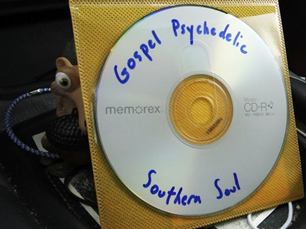 Gospel Psychedelic
memorex
CD-R
Southern Soul